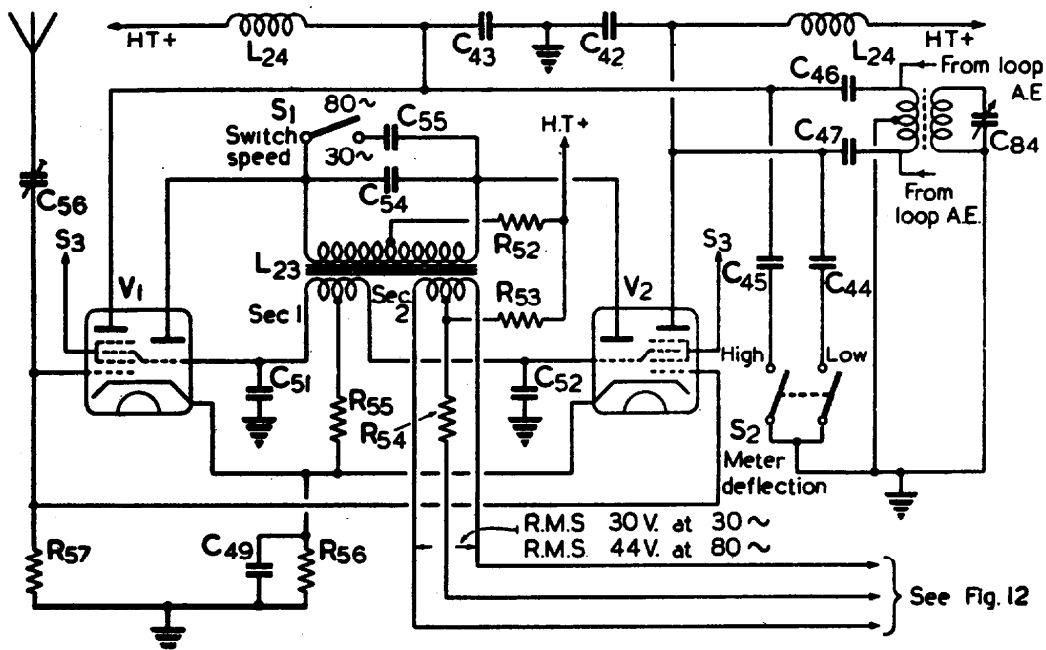 HT+
L24
C43
C42
L24
HT+
From loop
A.E
C46
C84
80~
S1
Switch
speed
30~
C55
H.T+
C47
From
loop A.E.
C56
C54
R52
S3
S3
L23
V1
Sec 1
Sec
2
R53
V2
C45
C44
High
Low
C51
C52
R55
R54
S2
Meter
deflection
R.M.S 30V. at 30~
R.M.S. 44V. at 80~
R57
C49
R56
See Fig. 12